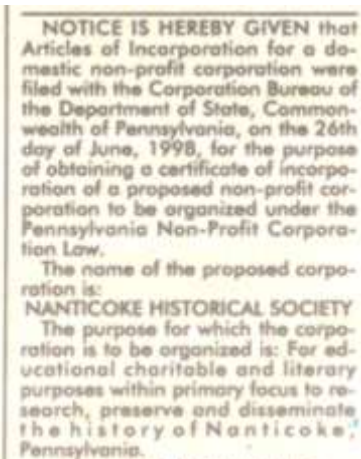 NOTICE IS HEREBY GIVEN that
Articles of Incorporation for a do-
mestic non-profit corporation were
filed with the Corporation Bureau of
the Department of State, Common-
wealth of Pennsylvania, on the 26th
day of June, 1998, for the purpose
of obtaining a certificate of incorpo-
ration of a proposed non-profit cor-
poration to be organized under the
Pennsylvania Non-Profit Corpora-
tion Law.
The name of the proposed corpo-
ration is:
NANTICOKE HISTORICAL SOCIETY
The purpose for which the corpo-
ration is to be organized is: For ed-
ucational charitable and literary
purposes within primary focus to re-
search, preserve and disseminate
the history of Nanticoke,
Pennsylvania.